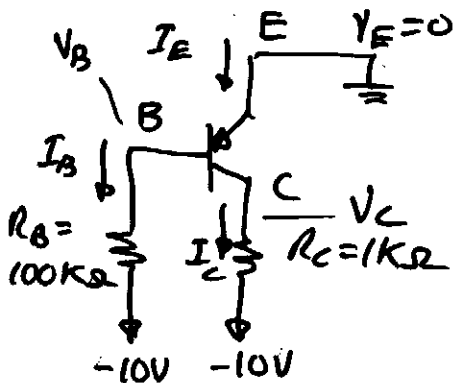 I_E E V_E=0
V_B
B
I_B
C V_C
R_B=
100KΩ
I_C R_C=1KΩ
-10V -10V